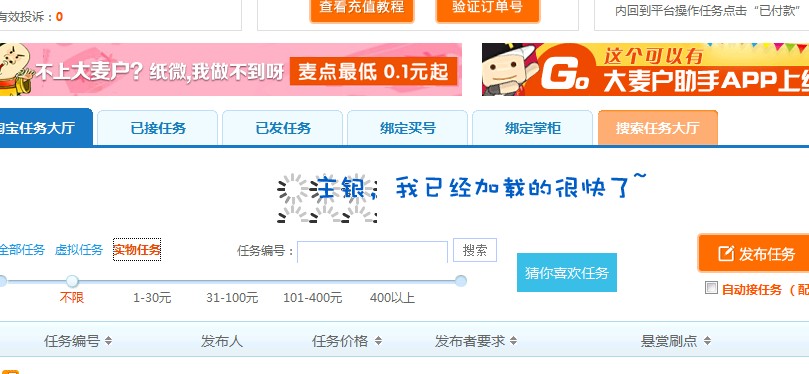 有效投诉：0
查看充值教程
验证订单号
内回到平台操作任务点击“已付款”
不上大麦户？纸微，我做不到呀 麦点最低 0.1元起
这个可以有
Go 大麦户助手APP上
淘宝任务大厅
已接任务
已发任务
绑定买号
绑定掌柜
搜索任务大厅
主银，我已经加载的很快了~
全部任务 虚拟任务 实物任务
任务编号：
搜索
猜你喜欢任务
发布任务
自动接任务（配
不限 1-30元 31-100元 101-400元 400以上
任务编号 发布人 任务价格 发布者要求 悬赏刷点